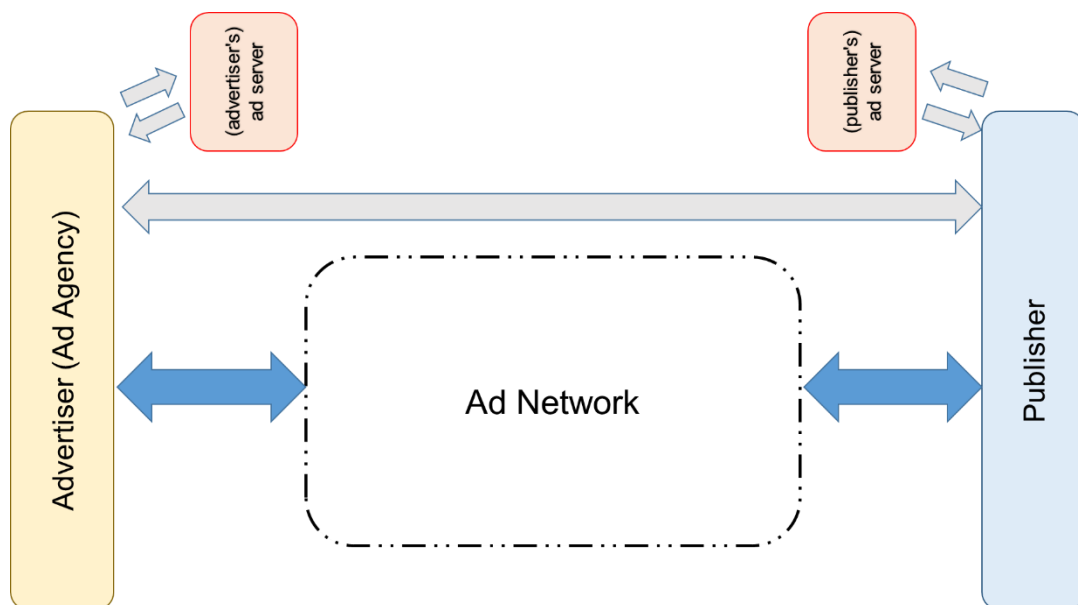 (advertiser's)
ad server
(publisher's)
ad server
Advertiser (Ad Agency)
Ad Network
Publisher